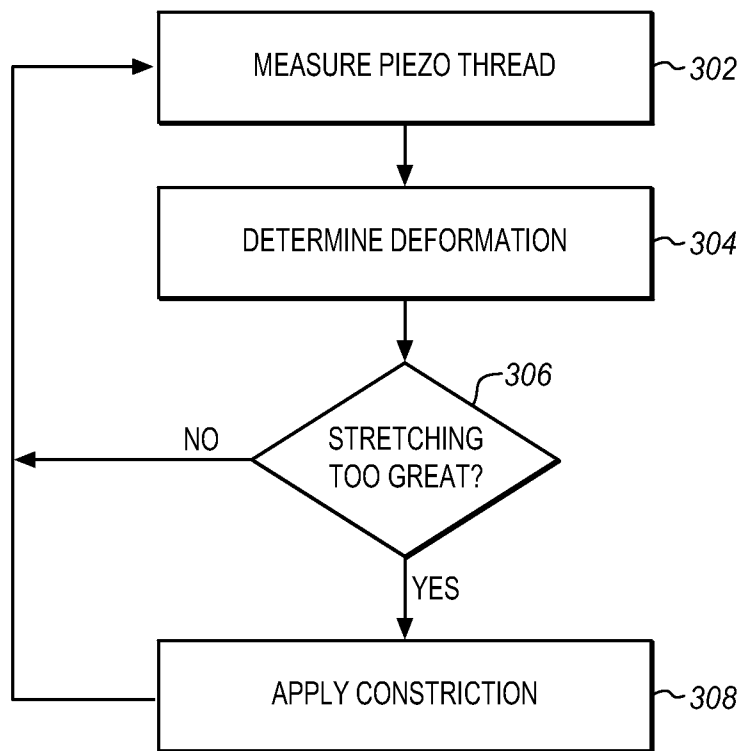 MEASURE PIEZO THREAD
302
DETERMINE DEFORMATION
304
306
STRETCHING
TOO GREAT?
NO
YES
APPLY CONSTRICTION
308